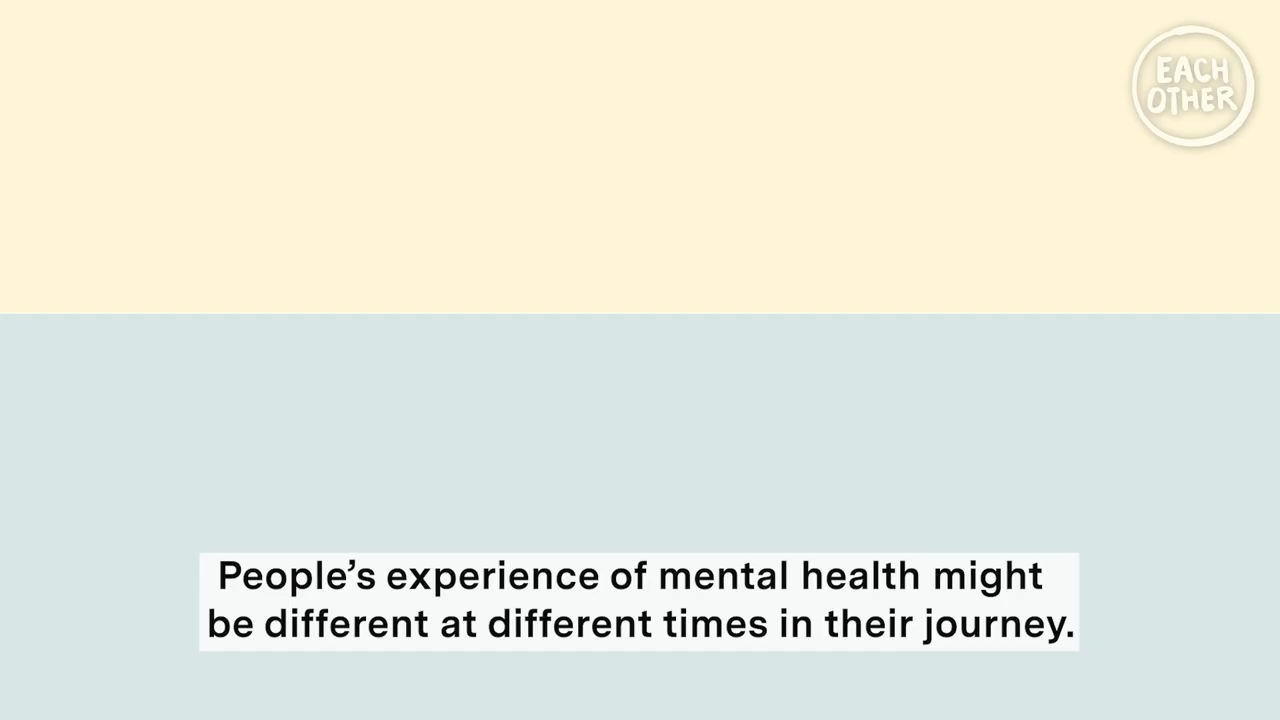 EACH
OTHER
People’s experience of mental health might
be different at different times in their journey.